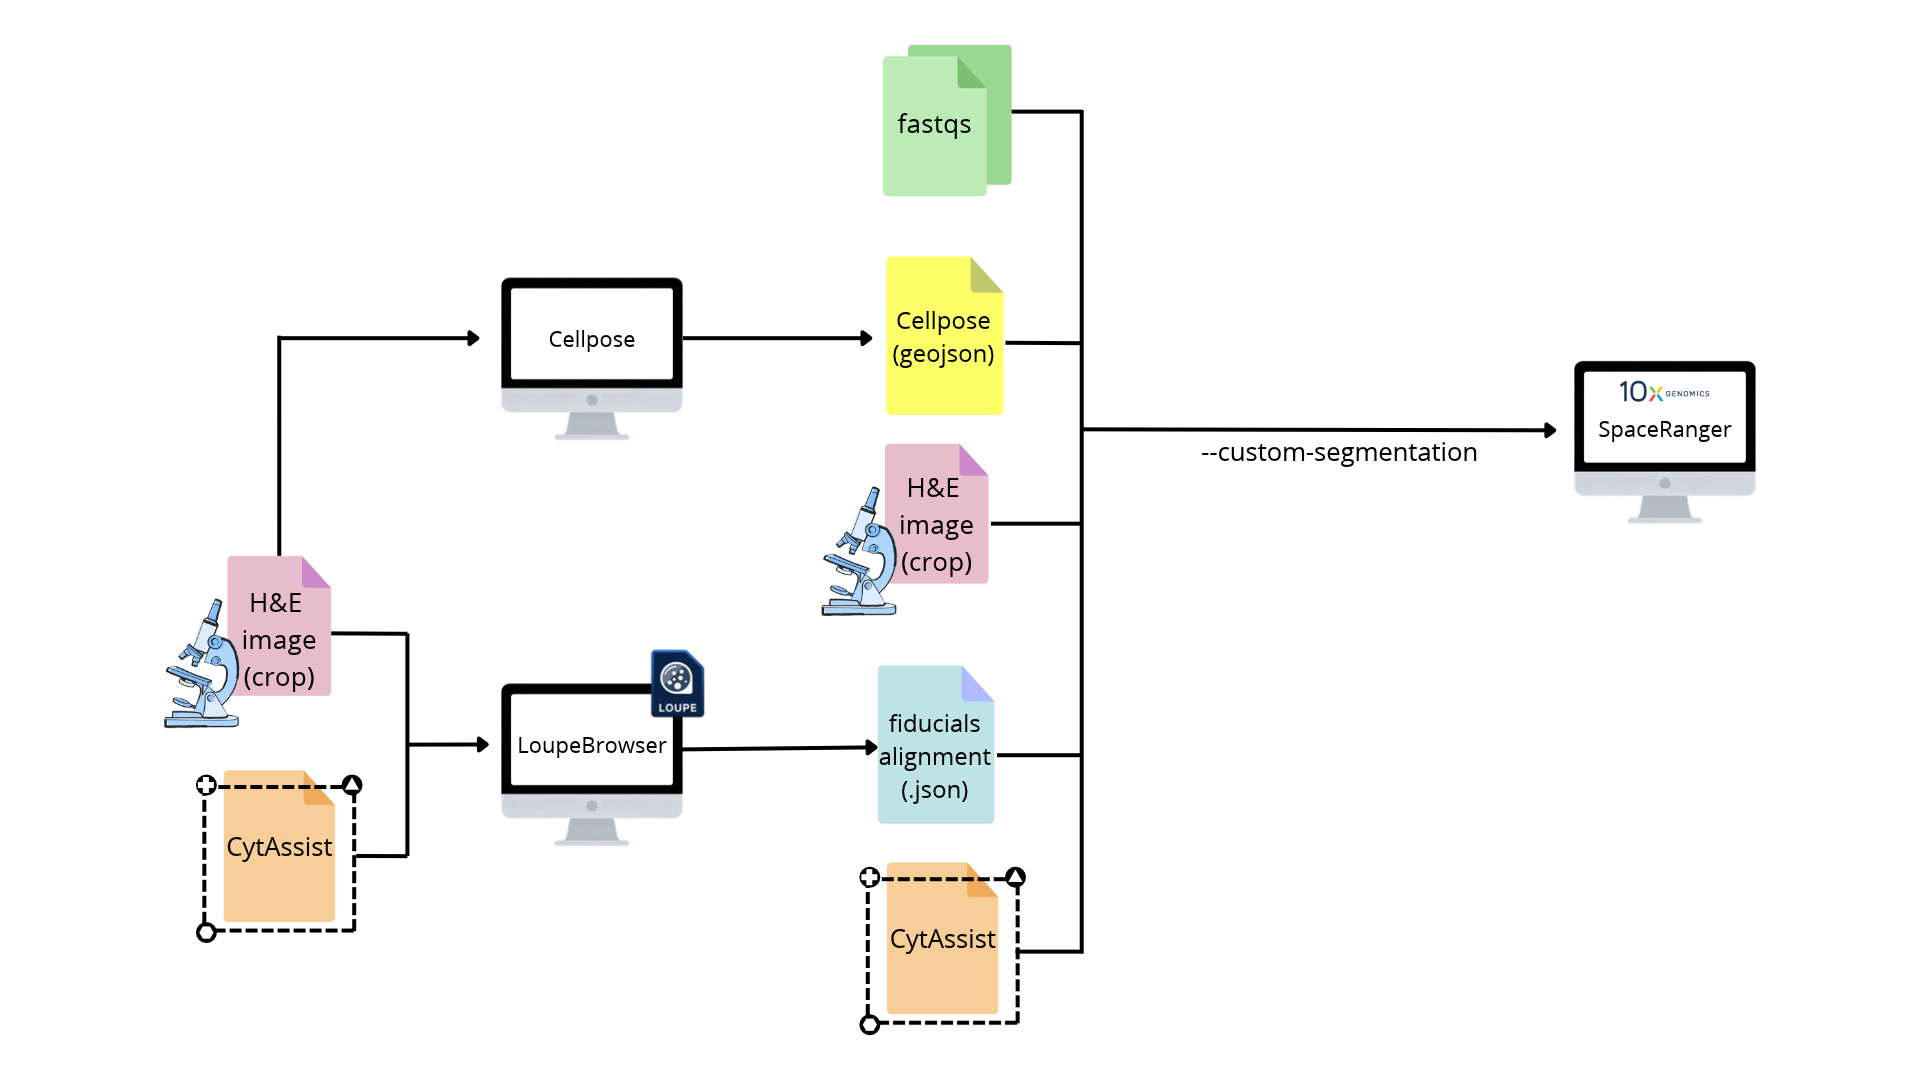 fastqs
Cellpose
Cellpose
(geojson)
10x GENOMICS
SpaceRanger
--custom-segmentation
H&E
image
(crop)
H&E
image
(crop)
LOUPE
LoupeBrowser
fiducials
alignment
(.json)
CytAssist
CytAssist